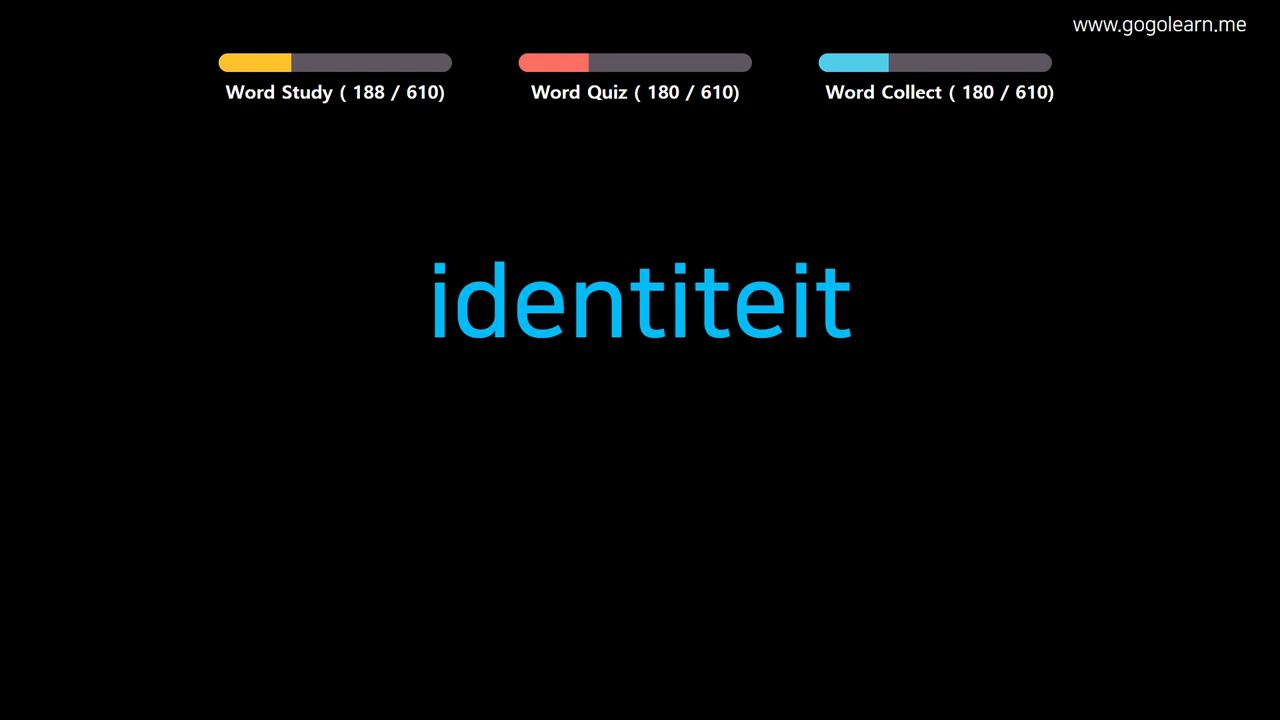 www.gogolearn.me
Word Study ( 188 / 610)
Word Quiz ( 180 / 610)
Word Collect ( 180 / 610)
identiteit